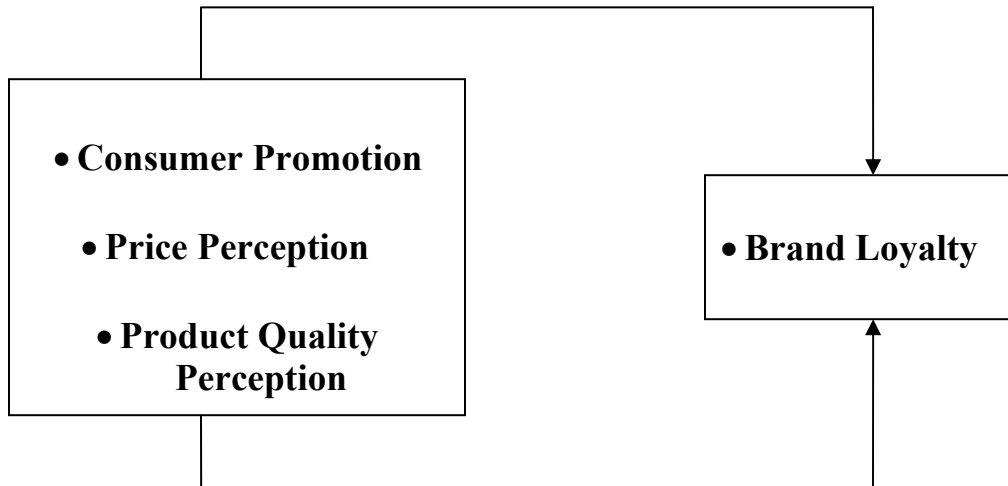 • Consumer Promotion
• Price Perception
• Product Quality
Perception
• Brand Loyalty